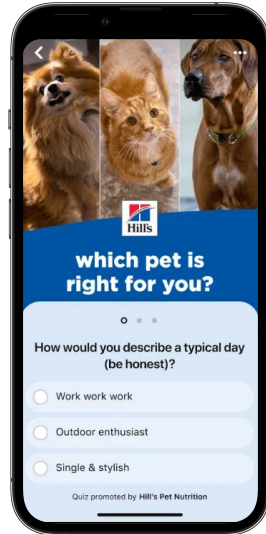 Hill's
which pet is
right for you?
How would you describe a typical day
(be honest)?
Work work work
Outdoor enthusiast
Single & stylish
Quiz promoted by Hill's Pet Nutrition